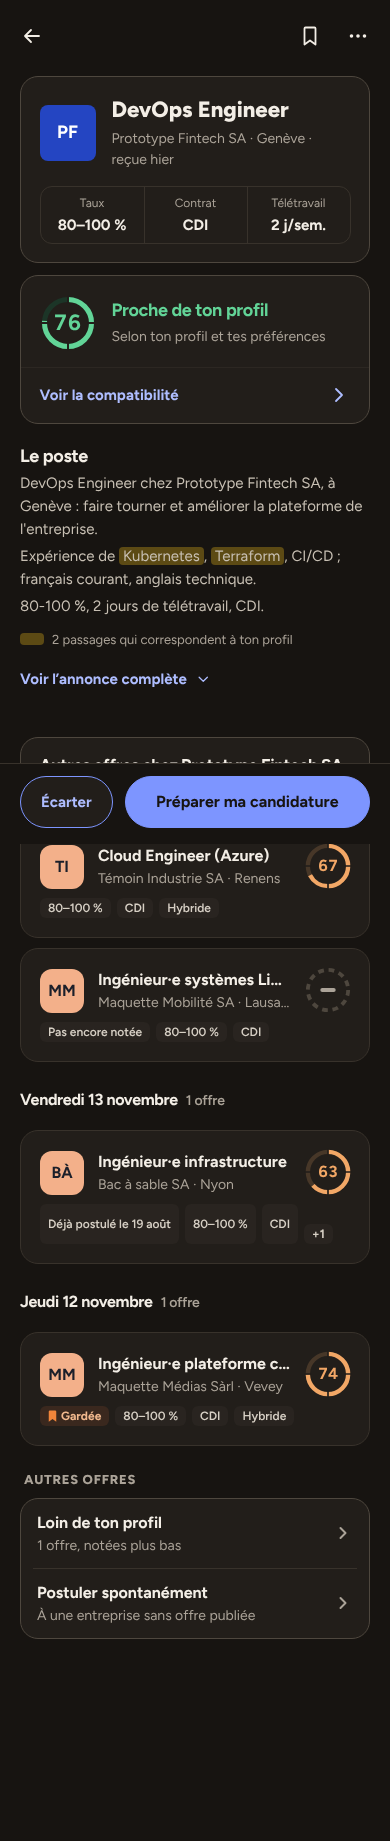 DevOps Engineer
PF
Prototype Fintech SA · Genève ·
reçue hier
Taux
Contrat
Télétravail
80–100 %
CDI
2 j/sem.
76
Proche de ton profil
Selon ton profil et tes préférences
Voir la compatibilité
Le poste
DevOps Engineer chez Prototype Fintech SA, à
Genève : faire tourner et améliorer la plateforme de
l'entreprise.
Expérience de Kubernetes, Terraform, CI/CD ;
français courant, anglais technique.
80-100 %, 2 jours de télétravail, CDI.
2 passages qui correspondent à ton profil
Voir l’annonce complète
Autres offres chez Prototype Fintech SA
Écarter
Préparer ma candidature
TI
Cloud Engineer (Azure)
Témoin Industrie SA · Renens
67
80–100 %
CDI
Hybride
MM
Ingénieur·e systèmes Li...
Maquette Mobilité SA · Lausa...
Pas encore notée
80–100 %
CDI
Vendredi 13 novembre 1 offre
BÀ
Ingénieur·e infrastructure
Bac à sable SA · Nyon
63
Déjà postulé le 19 août
80–100 %
CDI
+1
Jeudi 12 novembre 1 offre
MM
Ingénieur·e plateforme c...
Maquette Médias Sàrl · Vevey
74
Gardée
80–100 %
CDI
Hybride
AUTRES OFFRES
Loin de ton profil
1 offre, notées plus bas
Postuler spontanément
À une entreprise sans offre publiée